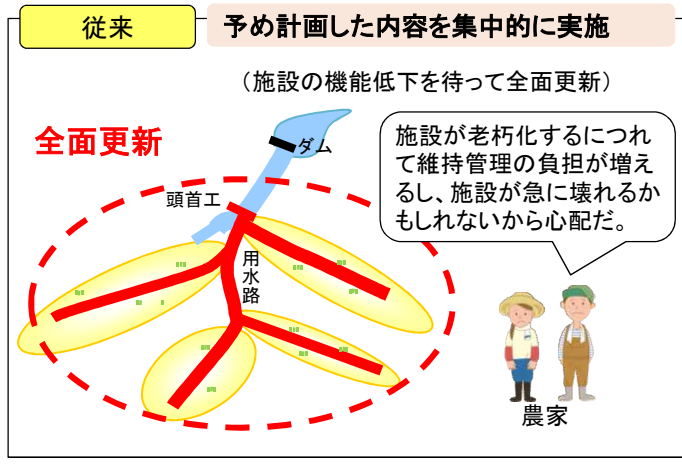 従来
予め計画した内容を集中的に実施
（施設の機能低下を待って全面更新）
全面更新
ダム
頭首工
用水路
施設が老朽化するにつれ
て維持管理の負担が増え
るし、施設が急に壊れるか
もしれないから心配だ。
農家